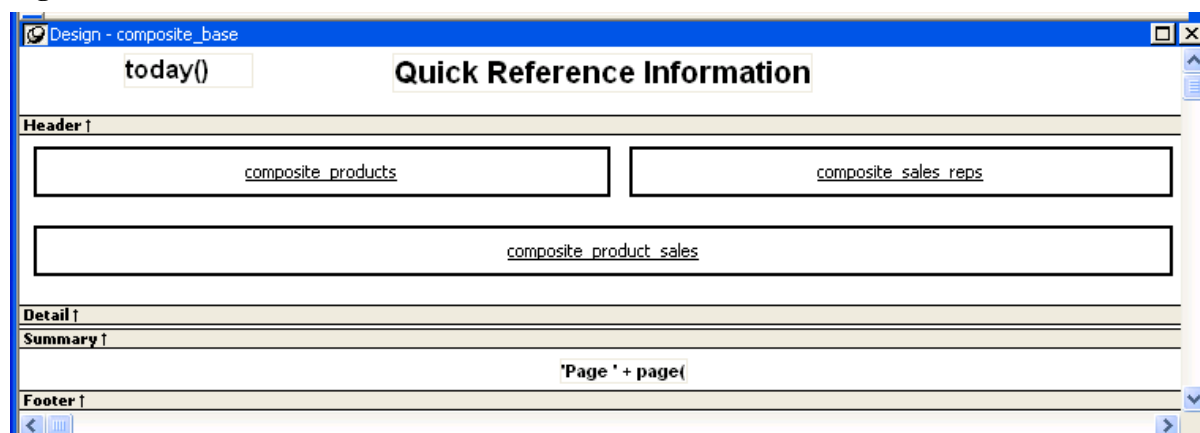 Design - composite_base
today() Quick Reference Information
Header ↑
composite_products composite_sales_reps
composite_product_sales
Detail ↑
Summary ↑
'Page ' + page(
Footer ↑